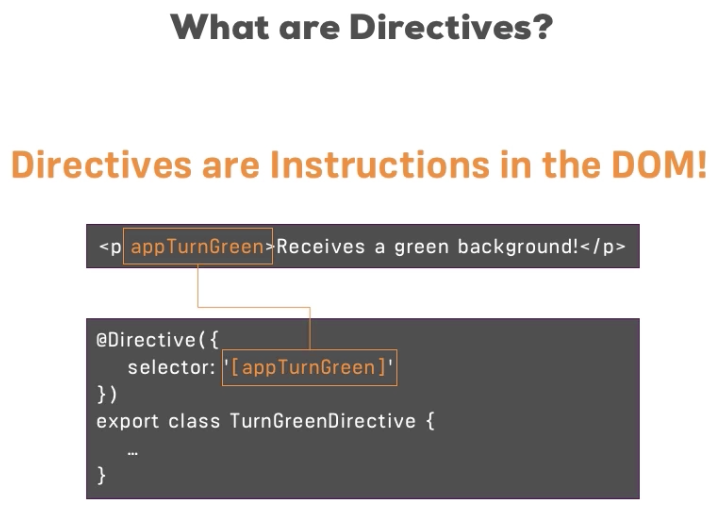 What are Directives?
Directives are Instructions in the DOM!
<p appTurnGreen>Receives a green background!</p>
@Directive({
selector: '[appTurnGreen]'
})
export class TurnGreenDirective {
…
}